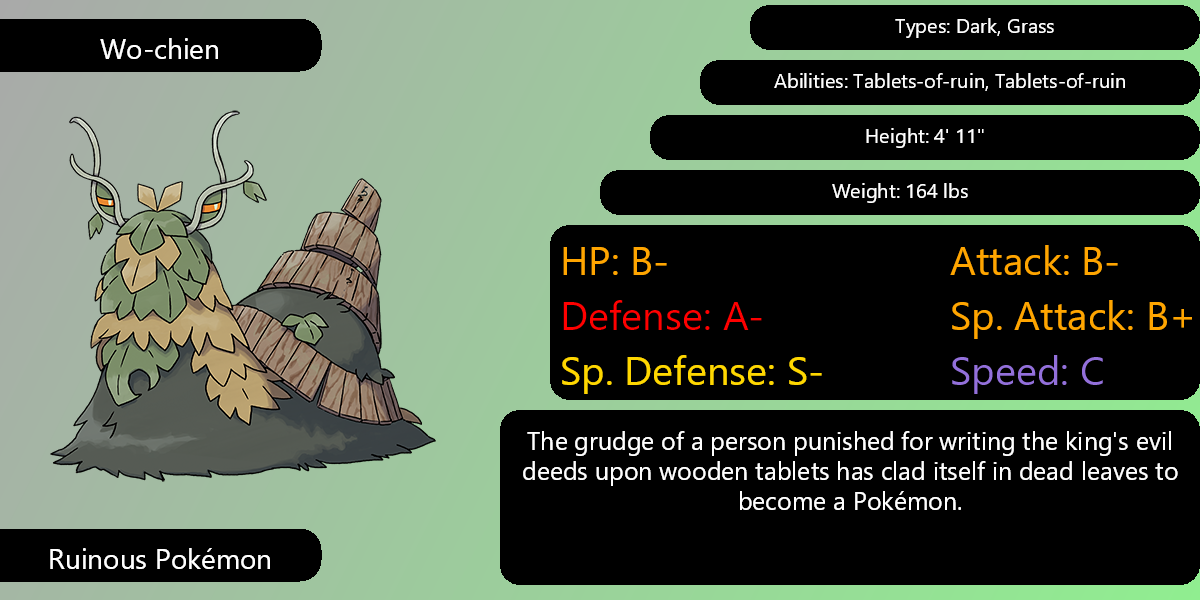 Wo-chien
Types: Dark, Grass
Abilities: Tablets-of-ruin, Tablets-of-ruin
Height: 4' 11"
Weight: 164 lbs
HP: B-
Attack: B-
Defense: A-
Sp. Attack: B+
Sp. Defense: S-
Speed: C
The grudge of a person punished for writing the king's evil
deeds upon wooden tablets has clad itself in dead leaves to
become a Pokémon.
Ruinous Pokémon